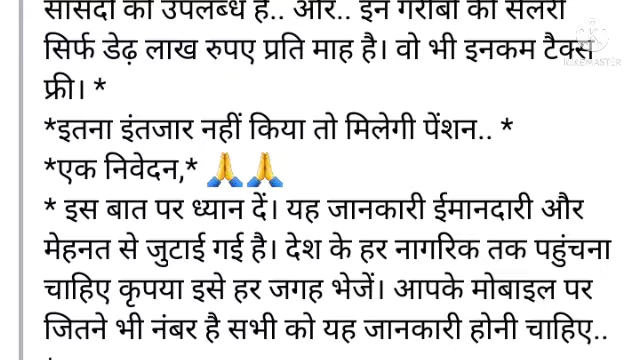 सांसदों को उपलब्ध है.. और.. इन गरीबों की सैलरी
सिर्फ डेढ़ लाख रुपए प्रति माह है। वो भी इनकम टैक्स
फ्री। *
*इतना इंतजार नहीं किया तो मिलेगी पेंशन.. *
*एक निवेदन,* 🙏🙏
* इस बात पर ध्यान दें। यह जानकारी ईमानदारी और
मेहनत से जुटाई गई है। देश के हर नागरिक तक पहुंचना
चाहिए कृपया इसे हर जगह भेजें। आपके मोबाइल पर
जितने भी नंबर है सभी को यह जानकारी होनी चाहिए..